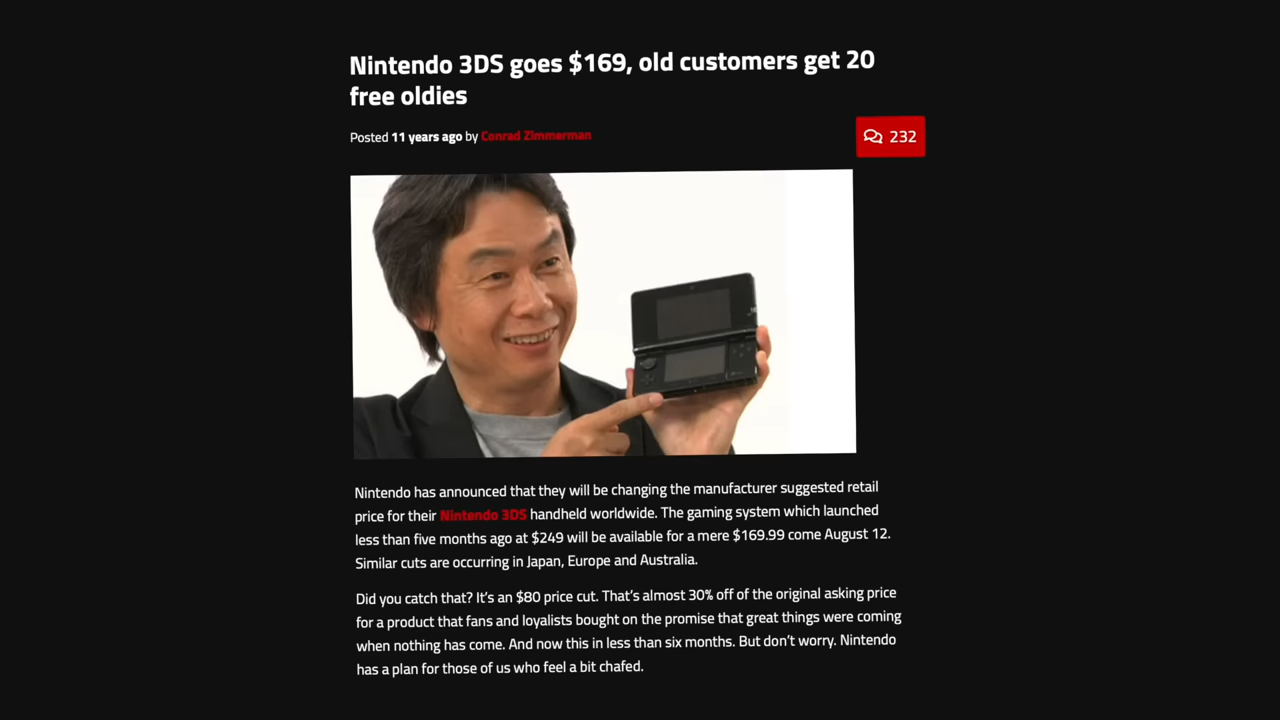 Nintendo 3DS goes $169, old customers get 20
free oldies
Posted 11 years ago by Conrad Zimmerman
232
Nintendo has announced that they will be changing the manufacturer suggested retail
price for their Nintendo 3DS handheld worldwide. The gaming system which launched
less than five months ago at $249 will be available for a mere $169.99 come August 12.
Similar cuts are occurring in Japan, Europe and Australia.
Did you catch that? It's an $80 price cut. That's almost 30% off of the original asking price
for a product that fans and loyalists bought on the promise that great things were coming
when nothing has come. And now this in less than six months. But don't worry. Nintendo
has a plan for those of us who feel a bit chafed.